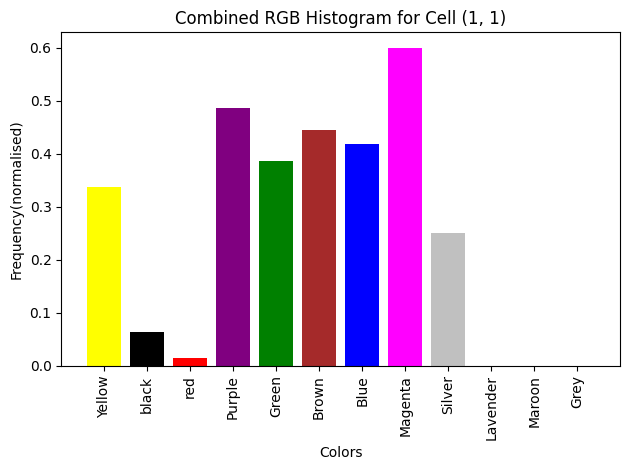 Combined RGB Histogram for Cell (1, 1)
Frequency(normalised)
0.6
0.5
0.4
0.3
0.2
0.1
0.0
Yellow
black
red
Purple
Green
Brown
Blue
Magenta
Silver
Lavender
Maroon
Grey
Colors